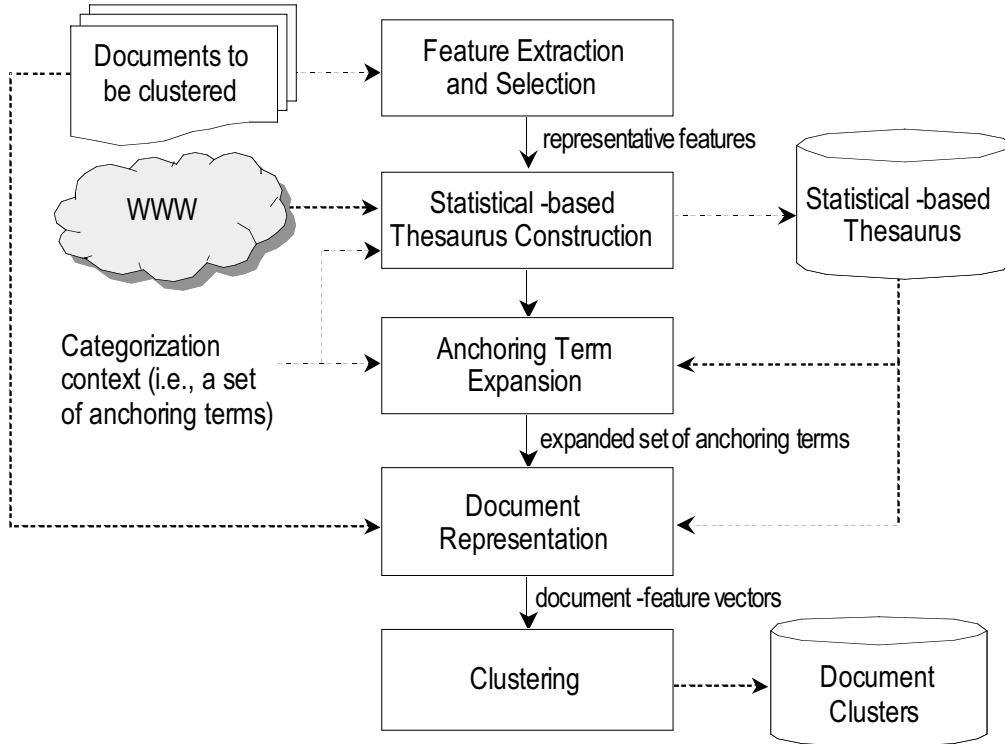 Documents to
be clustered
Feature Extraction
and Selection
representative features
WWW
Statistical -based
Thesaurus Construction
Statistical -based
Thesaurus
Categorization
context (i.e., a set
of anchoring terms)
Anchoring Term
Expansion
expanded set of anchoring terms
Document
Representation
document -feature vectors
Clustering
Document
Clusters